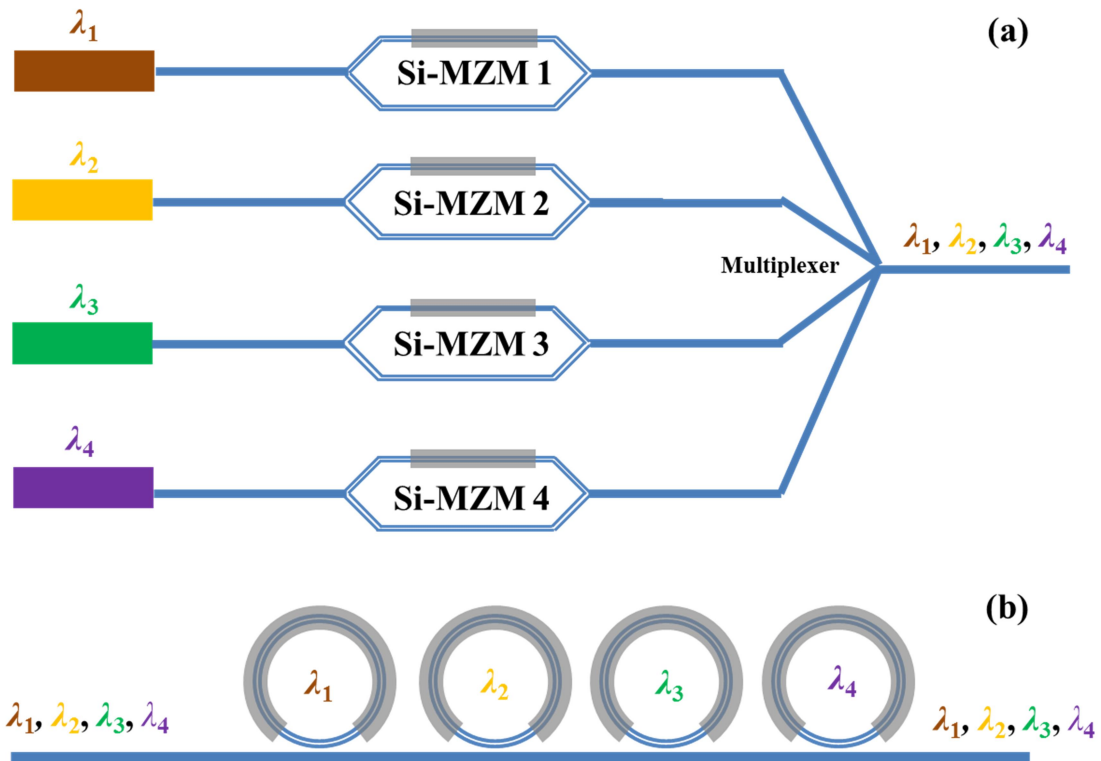 λ1
(a)
Si-MZM 1
λ2
Si-MZM 2
λ1, λ2, λ3, λ4
Multiplexer
λ3
Si-MZM 3
λ4
Si-MZM 4
(b)
λ1
λ2
λ3
λ4
λ1, λ2, λ3, λ4
λ1, λ2, λ3, λ4